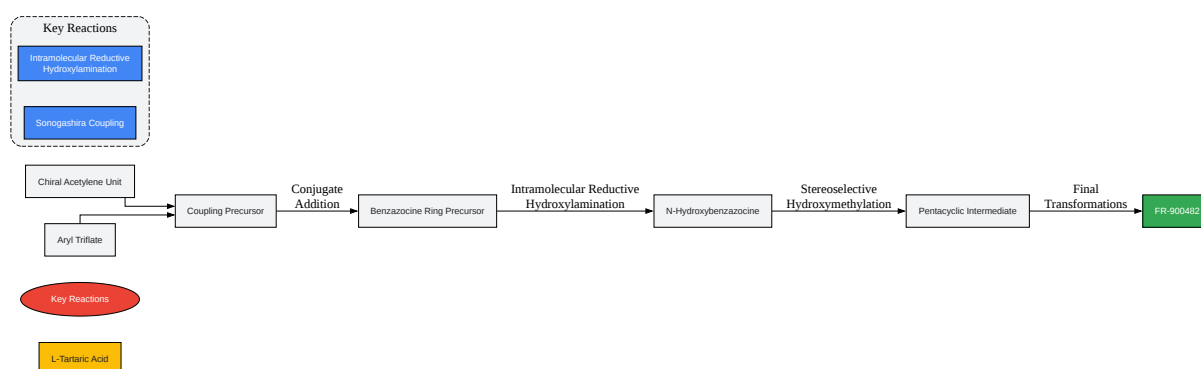 Key Reactions
Intramolecular Reductive
Hydroxylamination
Sonogashira Coupling
Chiral Acetylene Unit
Aryl Triflate
Coupling Precursor
Conjugate
Addition
Benzazocine Ring Precursor
Intramolecular Reductive
Hydroxylamination
N-Hydroxybenzazocine
Stereoselective
Hydroxymethylation
Pentacyclic Intermediate
Final
Transformations
FR-900482
Key Reactions
L-Tartaric Acid